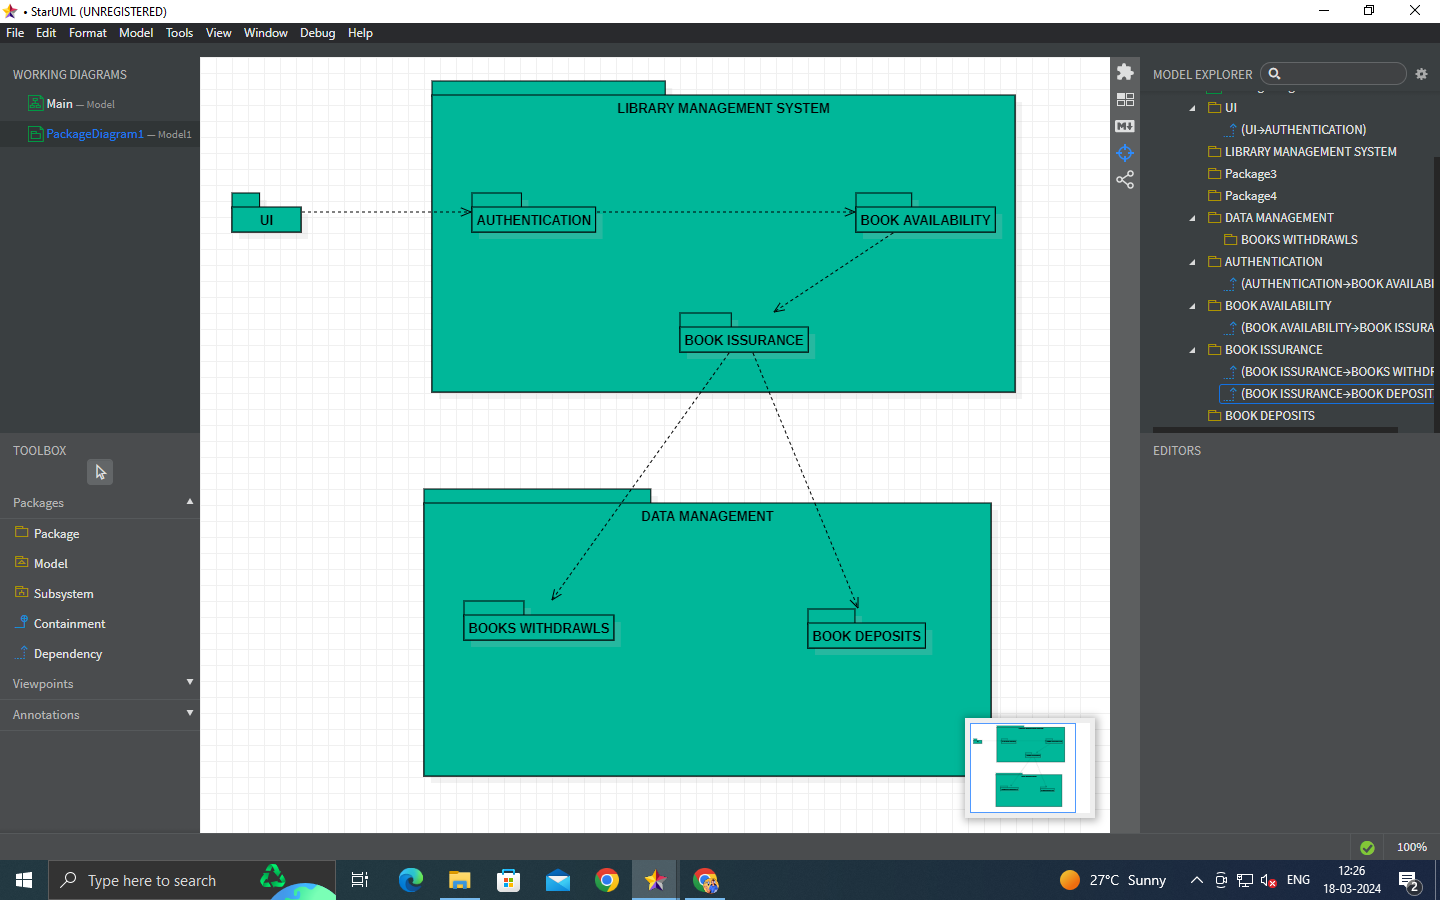 • StarUML (UNREGISTERED)
File Edit Format Model Tools View Window Debug Help
WORKING DIAGRAMS
Main — Model
PackageDiagram1 — Model1
TOOLBOX
Packages
Package
Model
Subsystem
Containment
Dependency
Viewpoints
Annotations
LIBRARY MANAGEMENT SYSTEM
UI
AUTHENTICATION
BOOK AVAILABILITY
BOOK ISSURANCE
DATA MANAGEMENT
BOOKS WITHDRAWLS
BOOK DEPOSITS
M
MODEL EXPLORER
UI
(UI→AUTHENTICATION)
LIBRARY MANAGEMENT SYSTEM
Package3
Package4
DATA MANAGEMENT
BOOKS WITHDRAWLS
AUTHENTICATION
(AUTHENTICATION→BOOK AVAILABI
BOOK AVAILABILITY
(BOOK AVAILABILITY→BOOK ISSURA
BOOK ISSURANCE
(BOOK ISSURANCE→BOOKS WITHDR
(BOOK ISSURANCE→BOOK DEPOSIT
BOOK DEPOSITS
EDITORS
100%
Type here to search
27°C Sunny
ENG
12:26
18-03-2024
2